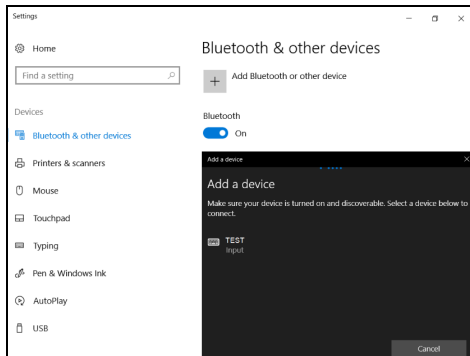 Settings
Home
Find a setting
Devices
Bluetooth & other devices
Printers & scanners
Mouse
Touchpad
Typing
Pen & Windows Ink
AutoPlay
USB
Bluetooth & other devices
Add Bluetooth or other device
Bluetooth
On
Add a device
Add a device
Make sure your device is turned on and discoverable. Select a device below to
connect.
TEST
Input
Cancel